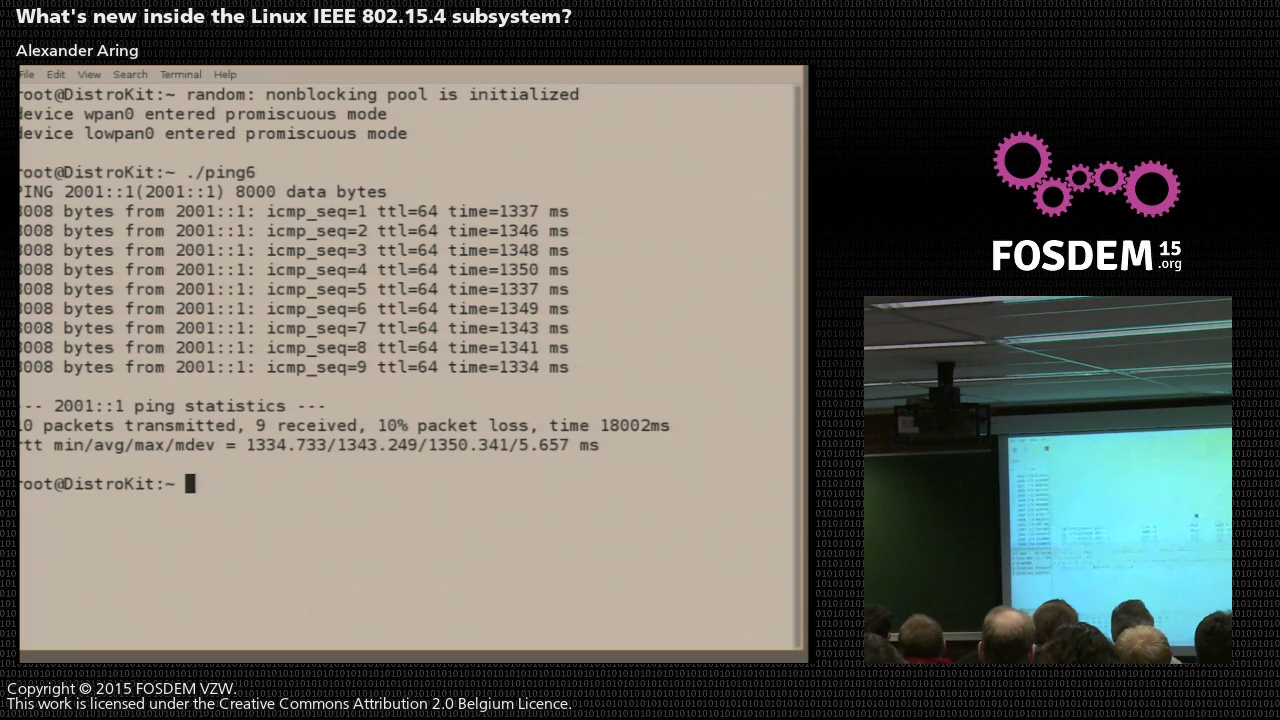 What's new inside the Linux IEEE 802.15.4 subsystem?
Alexander Aring
File Edit View Search Terminal Help
root@DistroKit:~ random: nonblocking pool is initialized
device wpan0 entered promiscuous mode
device lowpan0 entered promiscuous mode
root@DistroKit:~ ./ping6
PING 2001::1(2001::1) 8000 data bytes
8008 bytes from 2001::1: icmp_seq=1 ttl=64 time=1337 ms
8008 bytes from 2001::1: icmp_seq=2 ttl=64 time=1346 ms
8008 bytes from 2001::1: icmp_seq=3 ttl=64 time=1348 ms
8008 bytes from 2001::1: icmp_seq=4 ttl=64 time=1350 ms
8008 bytes from 2001::1: icmp_seq=5 ttl=64 time=1337 ms
8008 bytes from 2001::1: icmp_seq=6 ttl=64 time=1349 ms
8008 bytes from 2001::1: icmp_seq=7 ttl=64 time=1343 ms
8008 bytes from 2001::1: icmp_seq=8 ttl=64 time=1341 ms
8008 bytes from 2001::1: icmp_seq=9 ttl=64 time=1334 ms
--- 2001::1 ping statistics ---
10 packets transmitted, 9 received, 10% packet loss, time 18002ms
rtt min/avg/max/mdev = 1334.733/1343.249/1350.341/5.657 ms
root@DistroKit:~
FOSDEM 15
.org
Copyright © 2015 FOSDEM VZW.
This work is licensed under the Creative Commons Attribution 2.0 Belgium Licence.